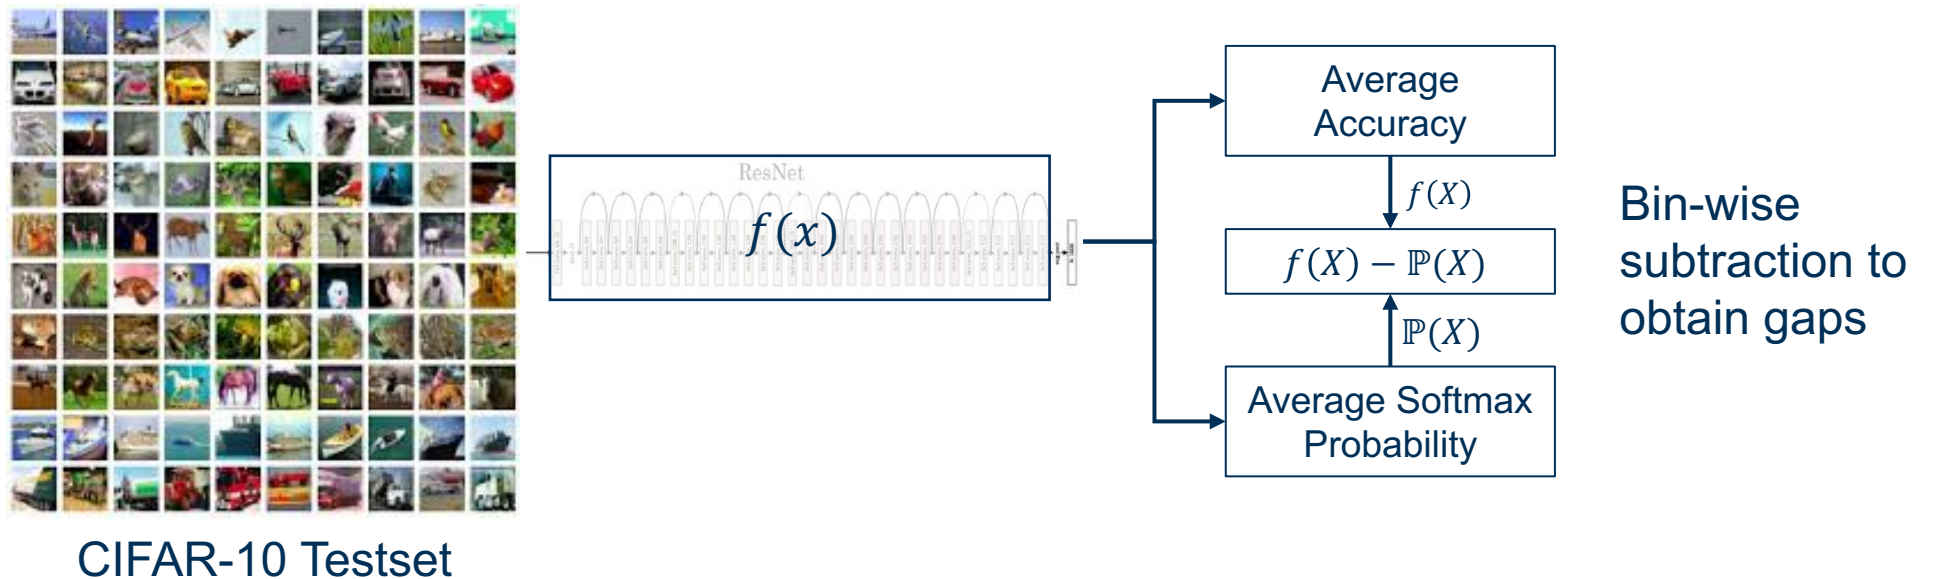 ResNet
f(x)
Average
Accuracy
f(X)
f(X) − ℙ(X)
ℙ(X)
Average Softmax
Probability
Bin-wise
subtraction to
obtain gaps
CIFAR-10 Testset